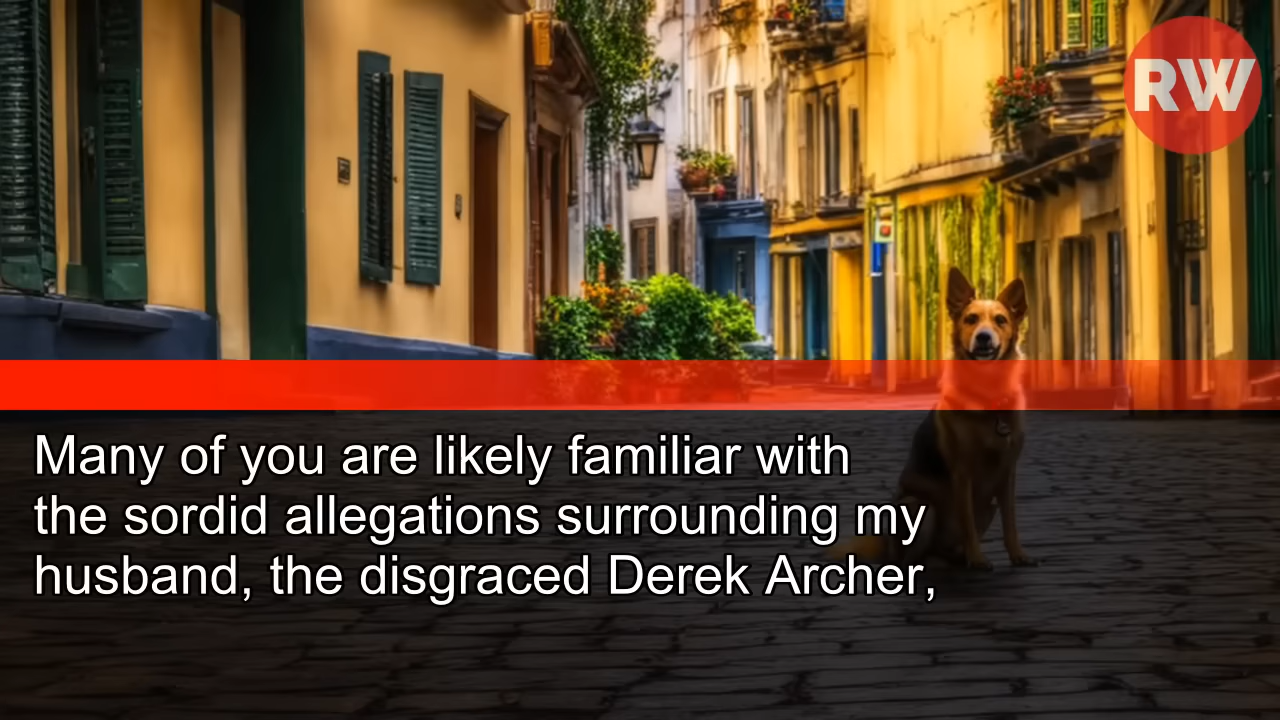 RW
Many of you are likely familiar with
the sordid allegations surrounding my
husband, the disgraced Derek Archer,